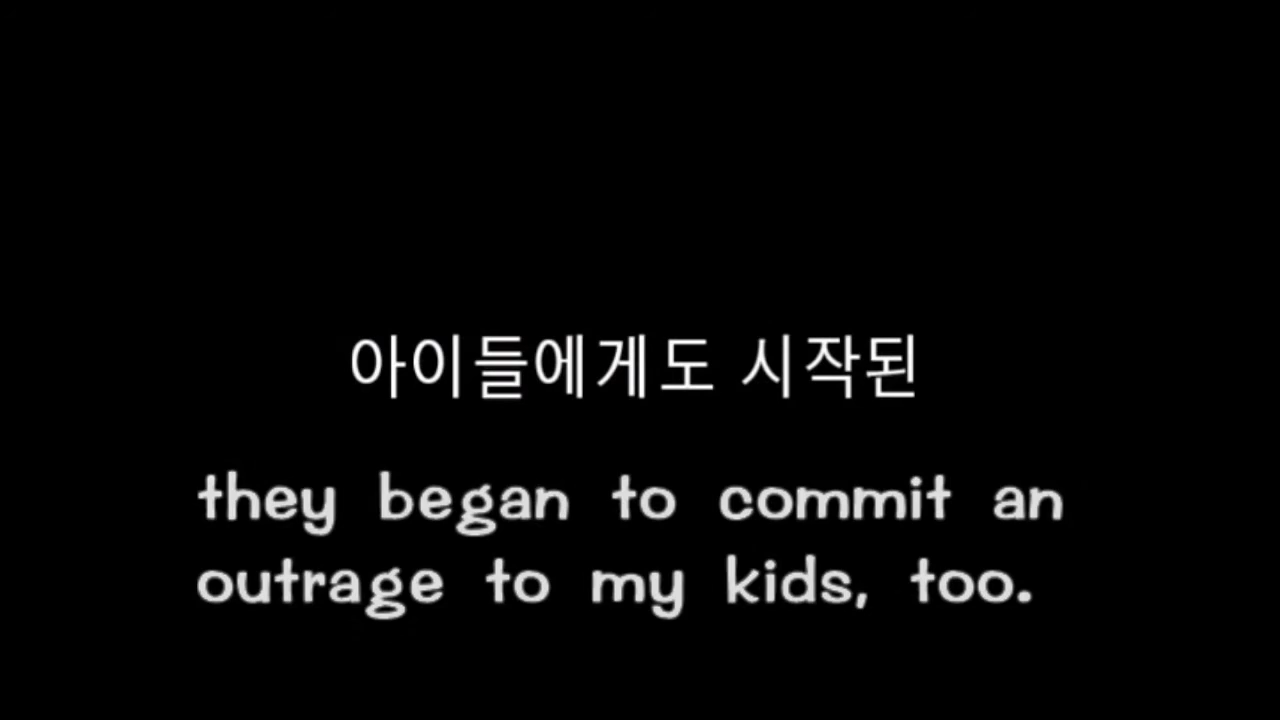 아이들에게도 시작된
they began to commit an
outrage to my kids, too.